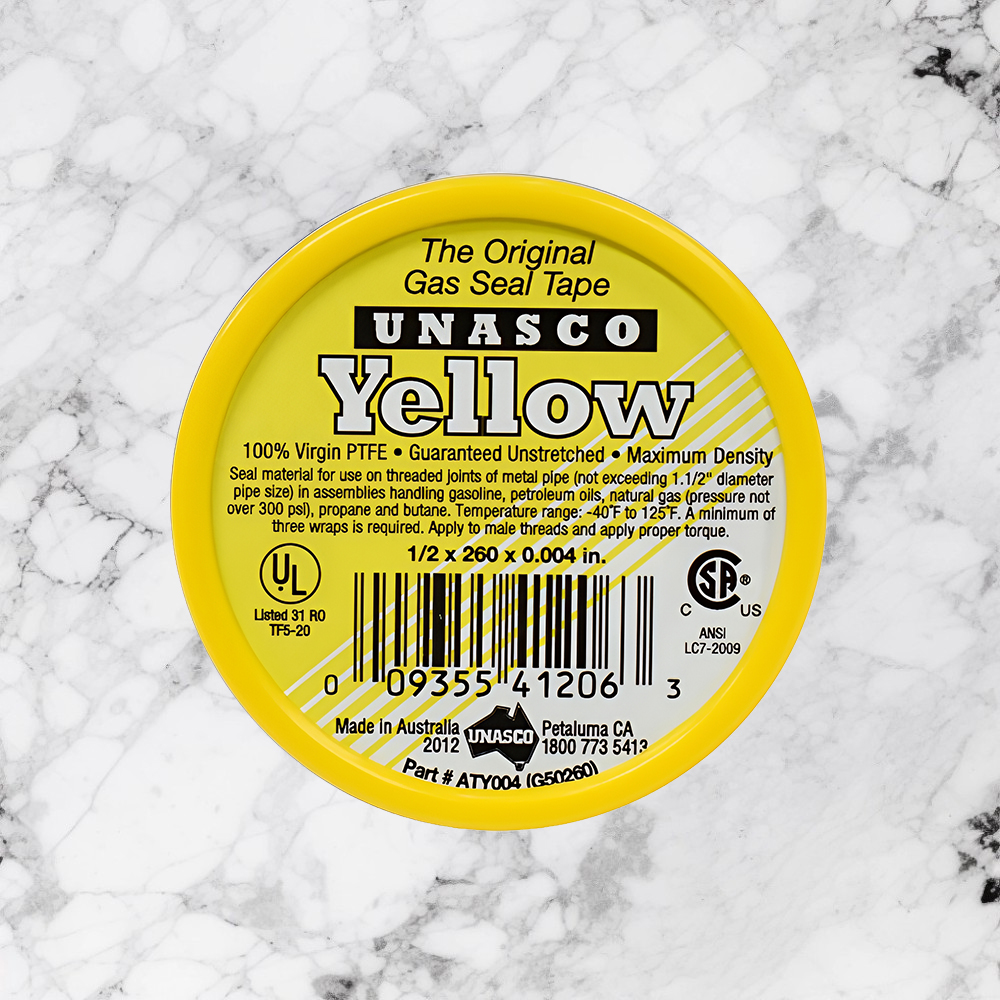 The Original
Gas Seal Tape
UNASCO
Yellow
100% Virgin PTFE • Guaranteed Unstretched • Maximum Density
Seal material for use on threaded joints of metal pipe (not exceeding 1.1/2" diameter
pipe size) in assemblies handling gasoline, petroleum oils, natural gas (pressure not
over 300 psi), propane and butane. Temperature range: -40°F to 125°F. A minimum of
three wraps is required. Apply to male threads and apply proper torque.
1/2 x 260 x 0.004 in.
UL
Listed 31 R0
TF5-20
SA®
C US
ANSI
LC7-2009
0 09355 41206 3
Made in Australia
2012
UNASCO
Petaluma CA
1800 773 5413
Part # ATY004 (G50260)